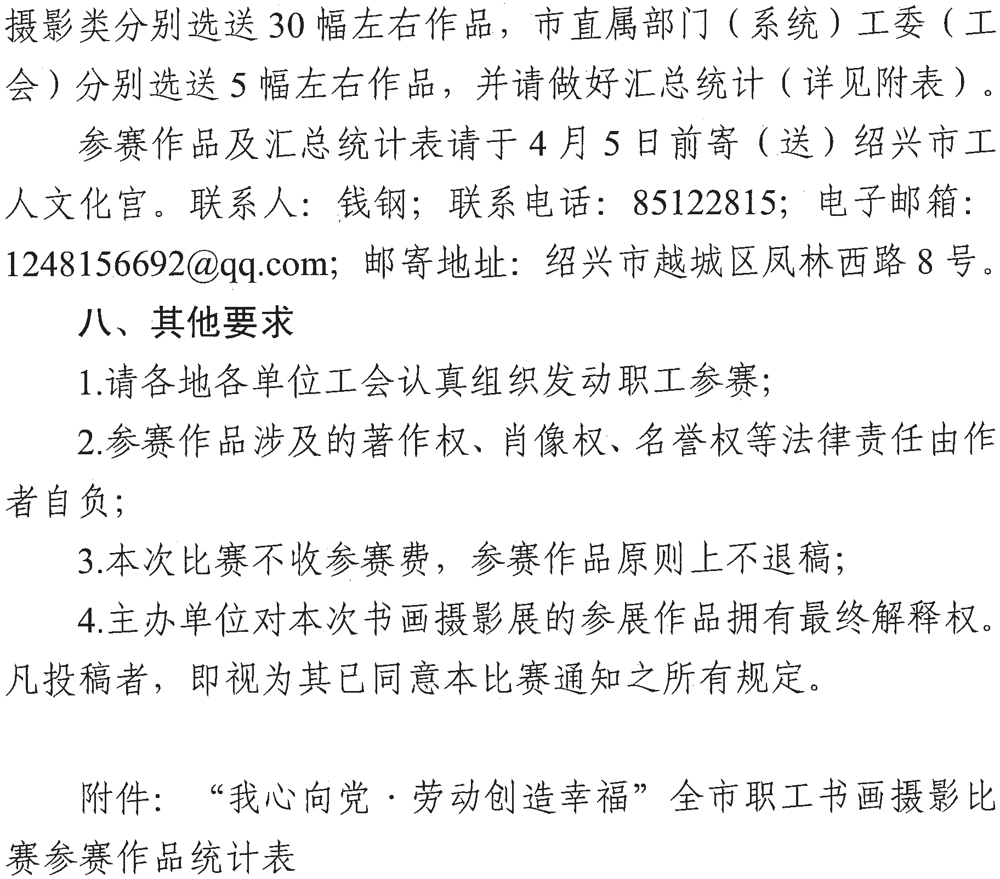 摄影类分别选送 30 幅左右作品，市直属部门（系统）工委（工
会）分别选送 5 幅左右作品，并请做好汇总统计（详见附表）。
参赛作品及汇总统计表请于 4 月 5 日前寄（送）绍兴市工
人文化宫。联系人：钱钢；联系电话：85122815；电子邮箱：
1248156692@qq.com；邮寄地址：绍兴市越城区凤林西路 8 号。
八、其他要求
1.请各地各单位工会认真组织发动职工参赛；
2.参赛作品涉及的著作权、肖像权、名誉权等法律责任由作
者自负；
3.本次比赛不收参赛费，参赛作品原则上不退稿；
4.主办单位对本次书画摄影展的参展作品拥有最终解释权。
凡投稿者，即视为其已同意本比赛通知之所有规定。
附件：“我心向党·劳动创造幸福”全市职工书画摄影比
赛参赛作品统计表